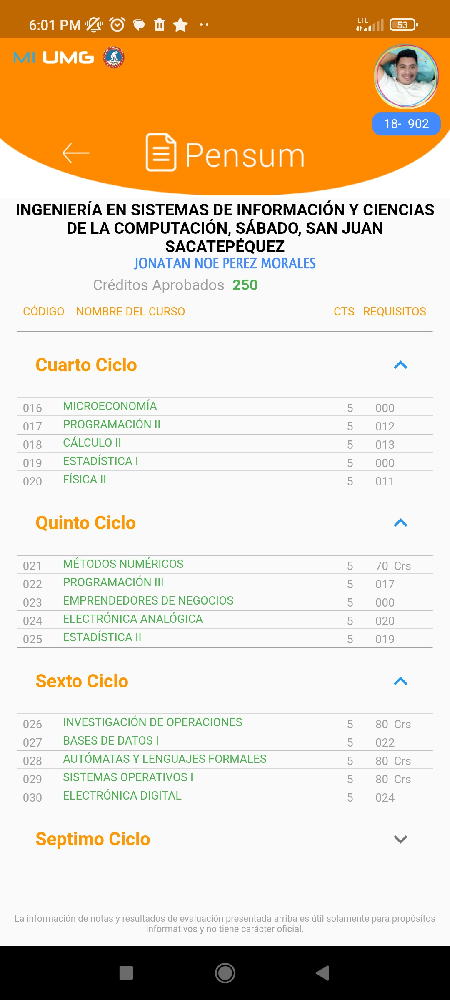 6:01 PM
LTE
53
MI UMG
18- 902
Pensum
INGENIERÍA EN SISTEMAS DE INFORMACIÓN Y CIENCIAS
DE LA COMPUTACIÓN, SÁBADO, SAN JUAN
SACATEPÉQUEZ
JONATAN NOE PEREZ MORALES
Créditos Aprobados 250
CÓDIGO NOMBRE DEL CURSO CTS REQUISITOS
Cuarto Ciclo
016 MICROECONOMÍA 5 000
017 PROGRAMACIÓN II 5 012
018 CÁLCULO II 5 013
019 ESTADÍSTICA I 5 000
020 FÍSICA II 5 011
Quinto Ciclo
021 MÉTODOS NUMÉRICOS 5 70 Crs
022 PROGRAMACIÓN III 5 017
023 EMPRENDEDORES DE NEGOCIOS 5 000
024 ELECTRÓNICA ANALÓGICA 5 020
025 ESTADÍSTICA II 5 019
Sexto Ciclo
026 INVESTIGACIÓN DE OPERACIONES 5 80 Crs
027 BASES DE DATOS I 5 022
028 AUTÓMATAS Y LENGUAJES FORMALES 5 80 Crs
029 SISTEMAS OPERATIVOS I 5 80 Crs
030 ELECTRÓNICA DIGITAL 5 024
Septimo Ciclo
La información de notas y resultados de evaluación presentada arriba es útil solamente para propósitos
informativos y no tiene carácter oficial.